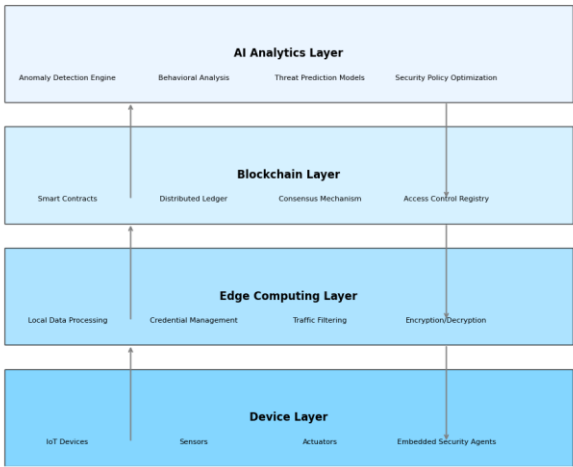 AI Analytics Layer
Anomaly Detection Engine Behavioral Analysis Threat Prediction Models Security Policy Optimization
Blockchain Layer
Smart Contracts Distributed Ledger Consensus Mechanism Access Control Registry
Edge Computing Layer
Local Data Processing Credential Management Traffic Filtering Encryption/Decryption
Device Layer
IoT Devices Sensors Actuators Embedded Security Agents